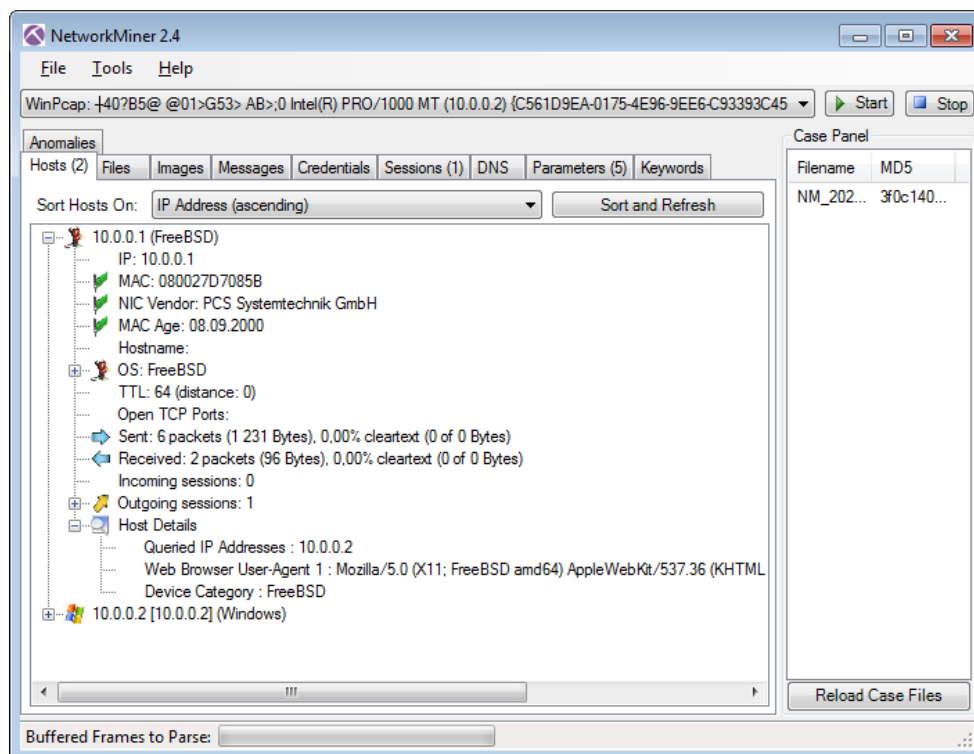 NetworkMiner 2.4
File Tools Help
WinPcap: ┼40?B5@ @01>G53> AB>;0 Intel(R) PRO/1000 MT (10.0.0.2) {C561D9EA-0175-4E96-9EE6-C93393C45
Start
Stop
Anomalies
Hosts (2) Files Images Messages Credentials Sessions (1) DNS Parameters (5) Keywords
Sort Hosts On: IP Address (ascending) Sort and Refresh
10.0.0.1 (FreeBSD)
IP: 10.0.0.1
MAC: 080027D7085B
NIC Vendor: PCS Systemtechnik GmbH
MAC Age: 08.09.2000
Hostname:
OS: FreeBSD
TTL: 64 (distance: 0)
Open TCP Ports:
Sent: 6 packets (1 231 Bytes), 0,00% cleartext (0 of 0 Bytes)
Received: 2 packets (96 Bytes), 0,00% cleartext (0 of 0 Bytes)
Incoming sessions: 0
Outgoing sessions: 1
Host Details
Queried IP Addresses : 10.0.0.2
Web Browser User-Agent 1 : Mozilla/5.0 (X11; FreeBSD amd64) AppleWebKit/537.36 (KHTML
Device Category : FreeBSD
10.0.0.2 [10.0.0.2] (Windows)
Case Panel
Filename MD5
NM_202... 3f0c140...
Reload Case Files
Buffered Frames to Parse: